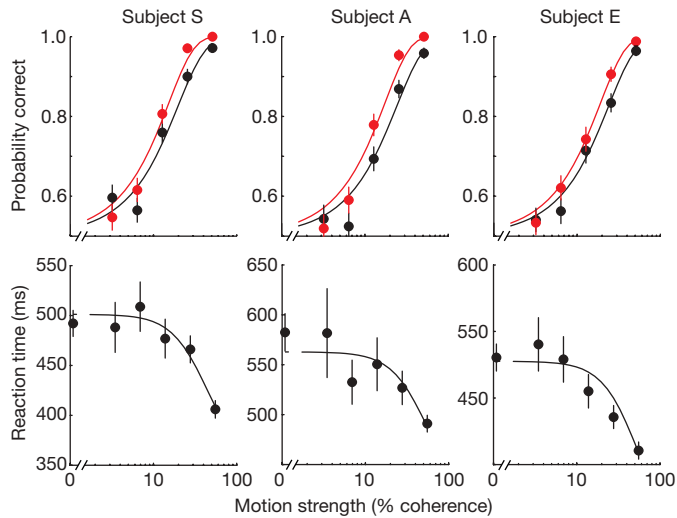 Subject S Subject A Subject E
Probability correct
1.0 1.0 1.0
0.8 0.8 0.8
0.6 0.6 0.6
Reaction time (ms)
550 650 600
500 600
450 550 450
400 500
350
0 10 100 0 10 100 0 10 100
Motion strength (% coherence)